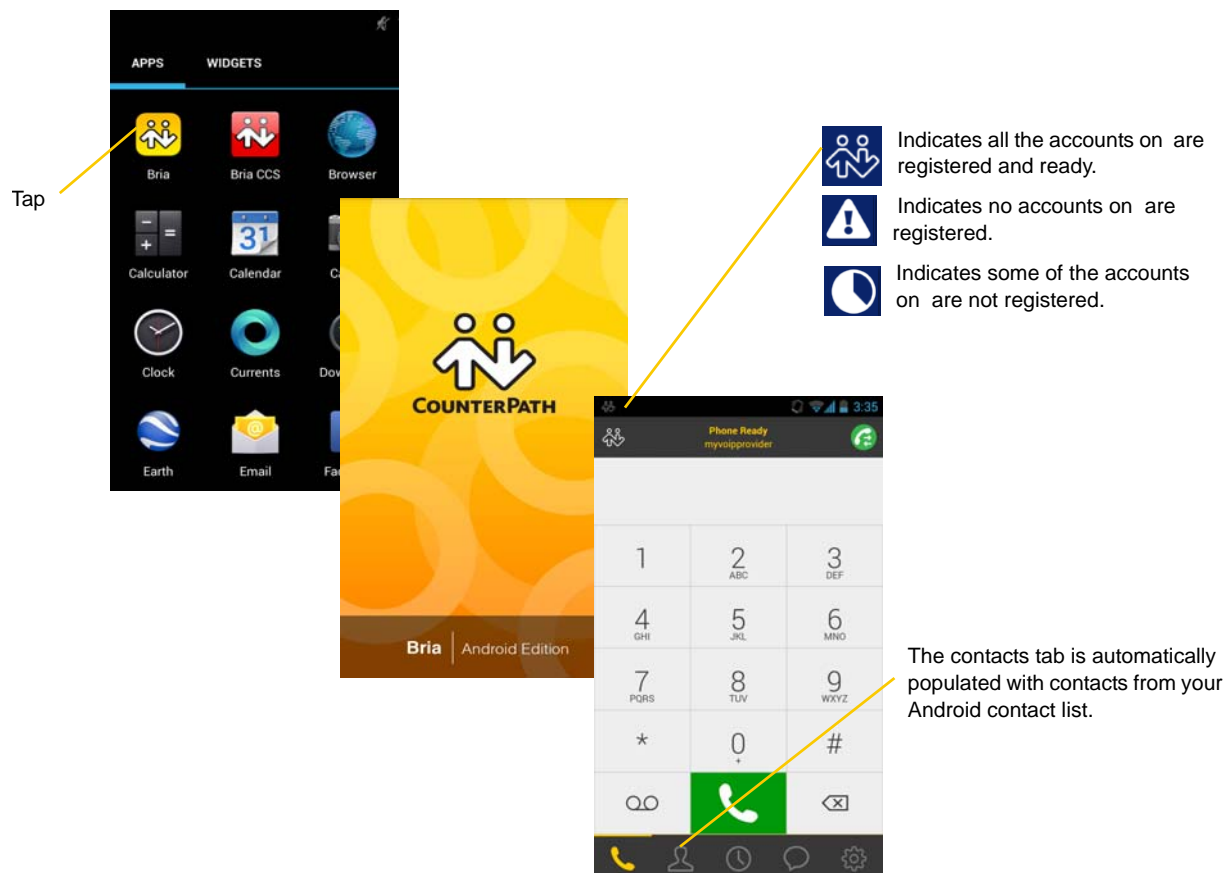 APPS WIDGETS
Bria Bria CCS Browser
Tap
31
Calculator Calendar
Clock Currents
Earth Email
COUNTERPATH
Bria | Android Edition
Indicates all the accounts on are
registered and ready.
Indicates no accounts on are
registered.
Indicates some of the accounts
on are not registered.
3:35
Phone Ready
myvoipprovider
1 2 3
ABC DEF
4 5 6
GHI JKL MNO
7 8 9
PQRS TUV WXYZ
* 0 #
+
The contacts tab is automatically
populated with contacts from your
Android contact list.